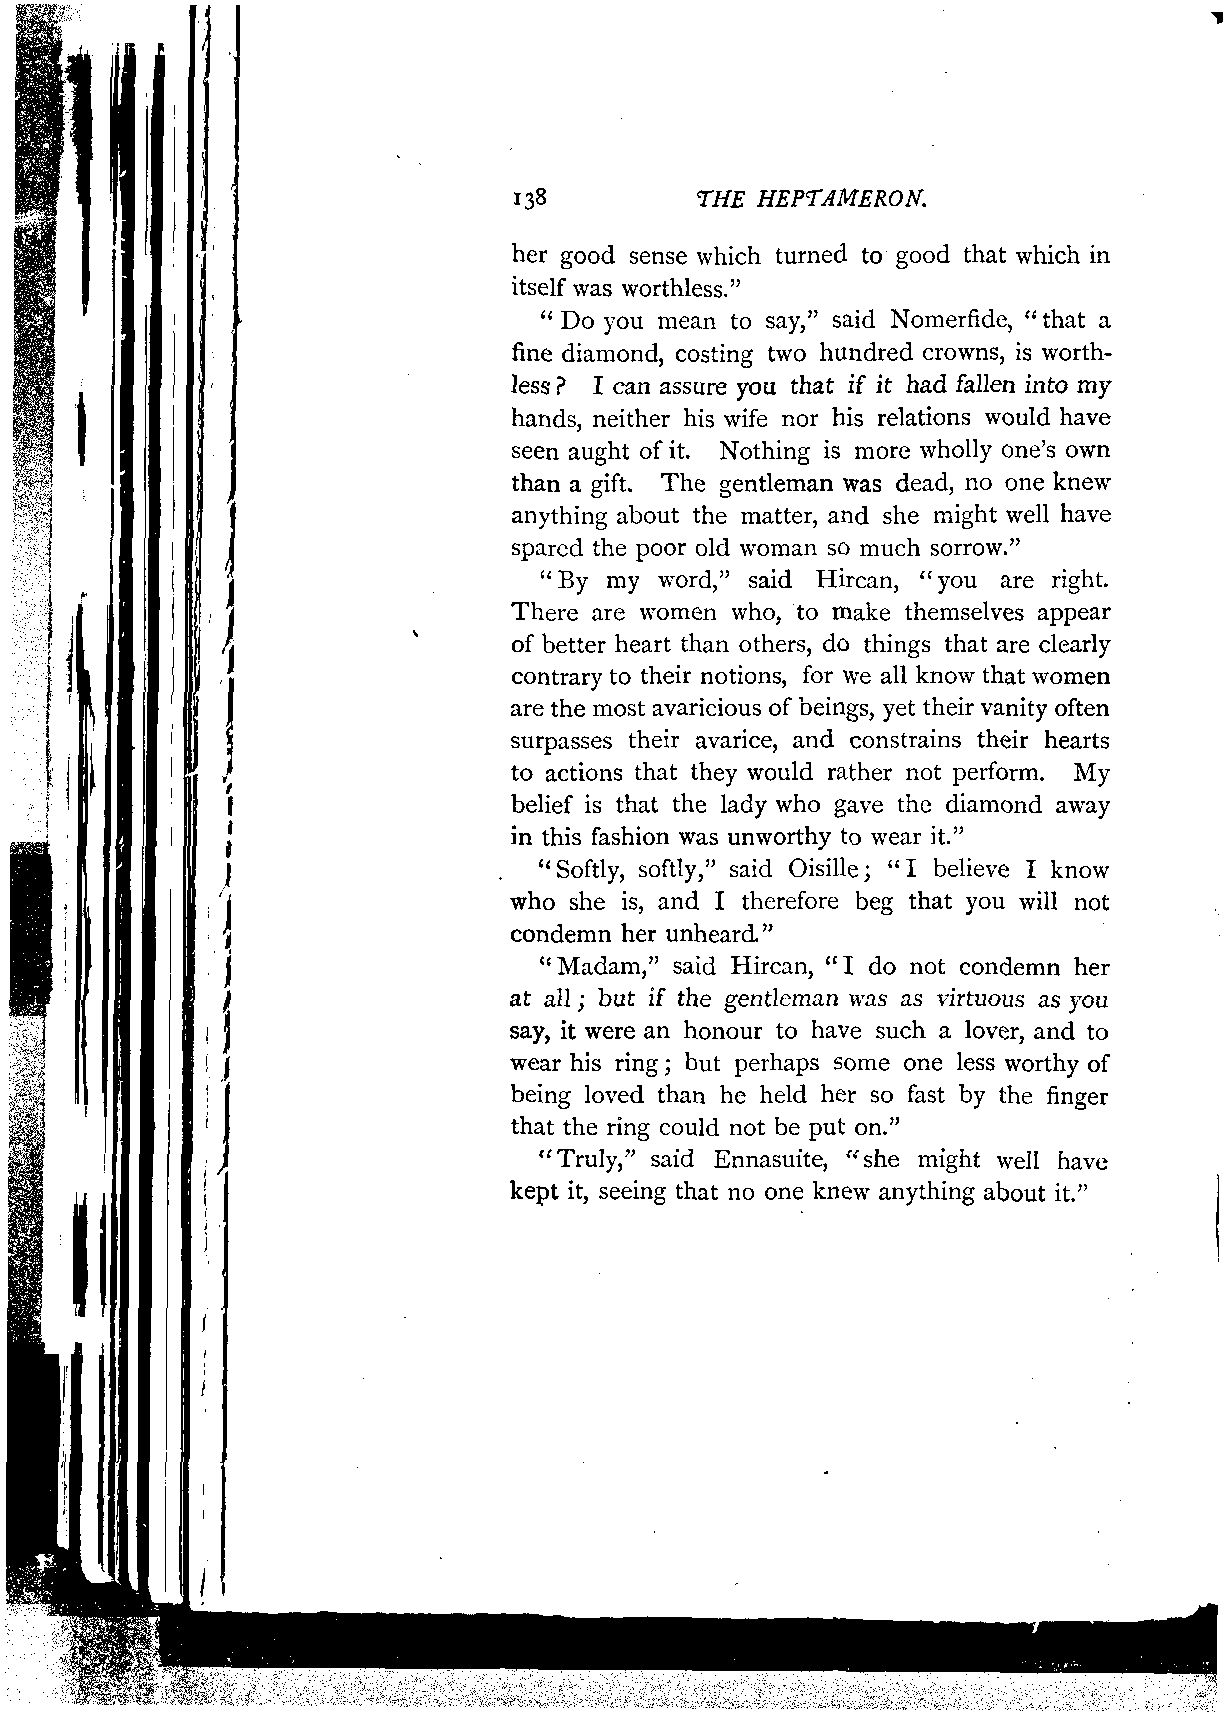 138 THE HEPTAMERON.
her good sense which turned to good that which in
itself was worthless.”
“Do you mean to say,” said Nomerfide, “that a
fine diamond, costing two hundred crowns, is worth-
less? I can assure you that if it had fallen into my
hands, neither his wife nor his relations would have
seen aught of it. Nothing is more wholly one's own
than a gift. The gentleman was dead, no one knew
anything about the matter, and she might well have
spared the poor old woman so much sorrow.”
“By my word,” said Hircan, “you are right.
There are women who, to make themselves appear
of better heart than others, do things that are clearly
contrary to their notions, for we all know that women
are the most avaricious of beings, yet their vanity often
surpasses their avarice, and constrains their hearts
to actions that they would rather not perform. My
belief is that the lady who gave the diamond away
in this fashion was unworthy to wear it.”
“Softly, softly,” said Oisille; “I believe I know
who she is, and I therefore beg that you will not
condemn her unheard.”
“Madam,” said Hircan, “I do not condemn her
at all; but if the gentleman was as virtuous as you
say, it were an honour to have such a lover, and to
wear his ring; but perhaps some one less worthy of
being loved than he held her so fast by the finger
that the ring could not be put on.”
“Truly,” said Ennasuite, “she might well have
kept it, seeing that no one knew anything about it.”